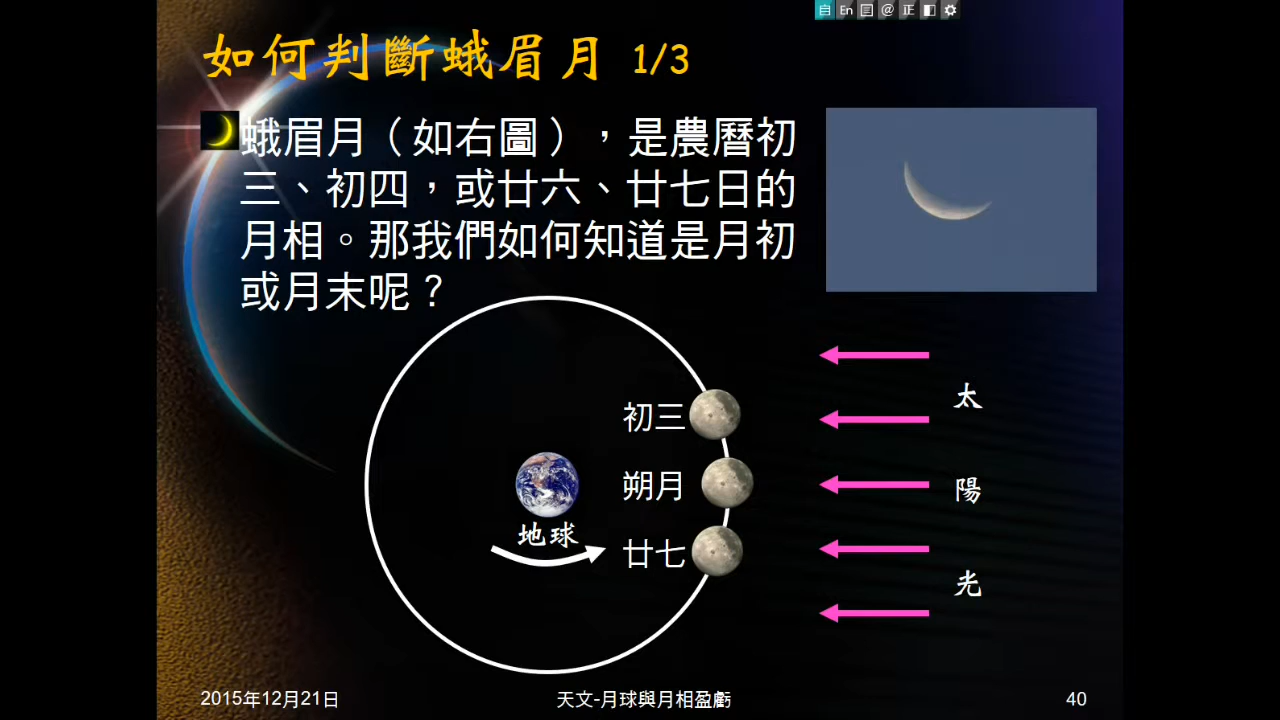 自 En @ 正
如何判斷蛾眉月 1/3
蛾眉月（如右圖），是農曆初
三、初四，或廿六、廿七日的
月相。那我們如何知道是月初
或月末呢？
初三
朔月
廿七
地球
太
陽
光
2015年12月21日
天文-月球與月相盈虧
40